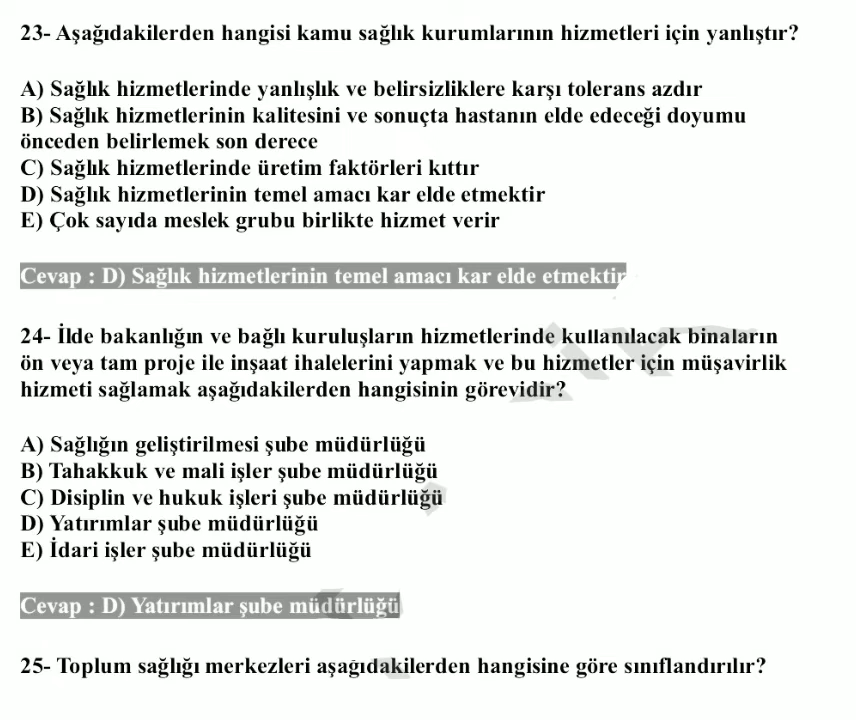 23- Aşağıdakilerden hangisi kamu sağlık kurumlarının hizmetleri için yanlıştır?
A) Sağlık hizmetlerinde yanlışlık ve belirsizliklere karşı tolerans azdır
B) Sağlık hizmetlerinin kalitesini ve sonuçta hastanın elde edeceği doyumu
önceden belirlemek son derece
C) Sağlık hizmetlerinde üretim faktörleri kıttır
D) Sağlık hizmetlerinin temel amacı kar elde etmektir
E) Çok sayıda meslek grubu birlikte hizmet verir
Cevap : D) Sağlık hizmetlerinin temel amacı kar elde etmektir
24- İlde bakanlığın ve bağlı kuruluşların hizmetlerinde kullanılacak binaların
ön veya tam proje ile inşaat ihalelerini yapmak ve bu hizmetler için müşavirlik
hizmeti sağlamak aşağıdakilerden hangisinin görevidir?
A) Sağlığın geliştirilmesi şube müdürlüğü
B) Tahakkuk ve mali işler şube müdürlüğü
C) Disiplin ve hukuk işleri şube müdürlüğü
D) Yatırımlar şube müdürlüğü
E) İdari işler şube müdürlüğü
Cevap : D) Yatırımlar şube müdürlüğü
25- Toplum sağlığı merkezleri aşağıdakilerden hangisine göre sınıflandırılır?